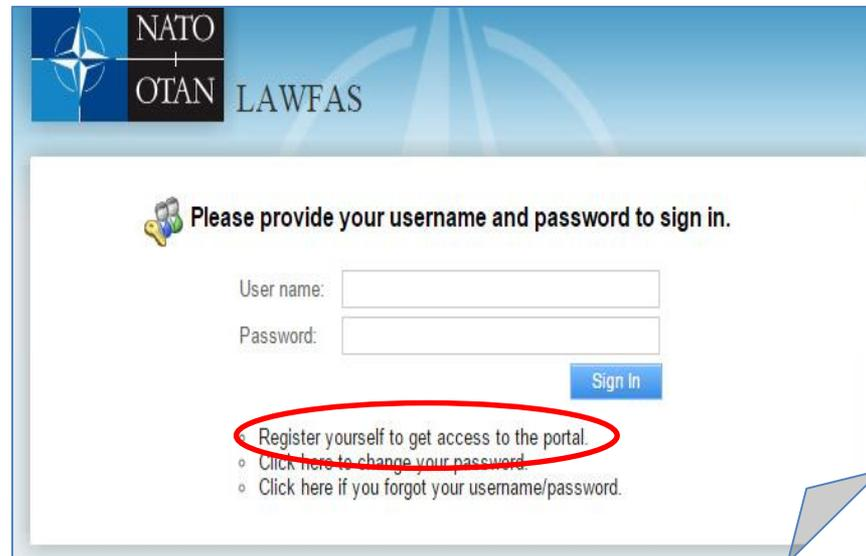 NATO
OTAN
LAWFAS
Please provide your username and password to sign in.
User name:
Password:
Sign In
Register yourself to get access to the portal.
Click here to change your password.
Click here if you forgot your username/password.